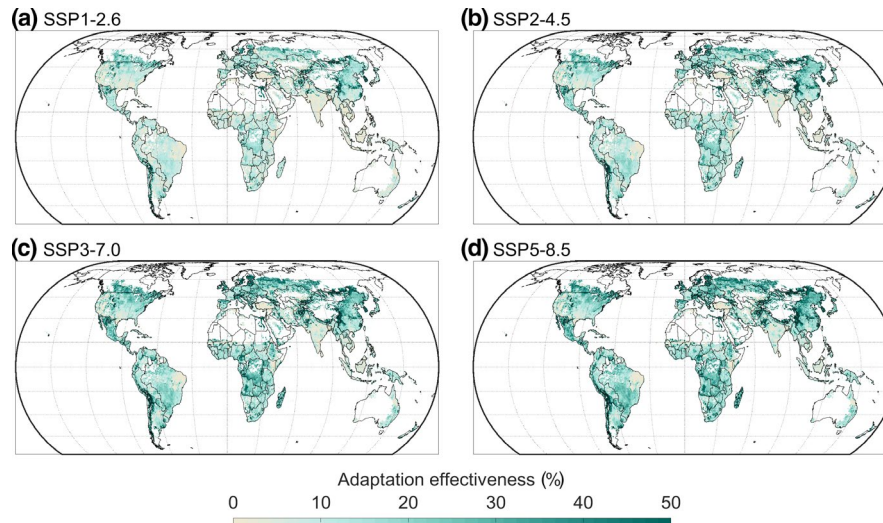 (a) SSP1-2.6
(b) SSP2-4.5
(c) SSP3-7.0
(d) SSP5-8.5
Adaptation effectiveness (%)
0 10 20 30 40 50